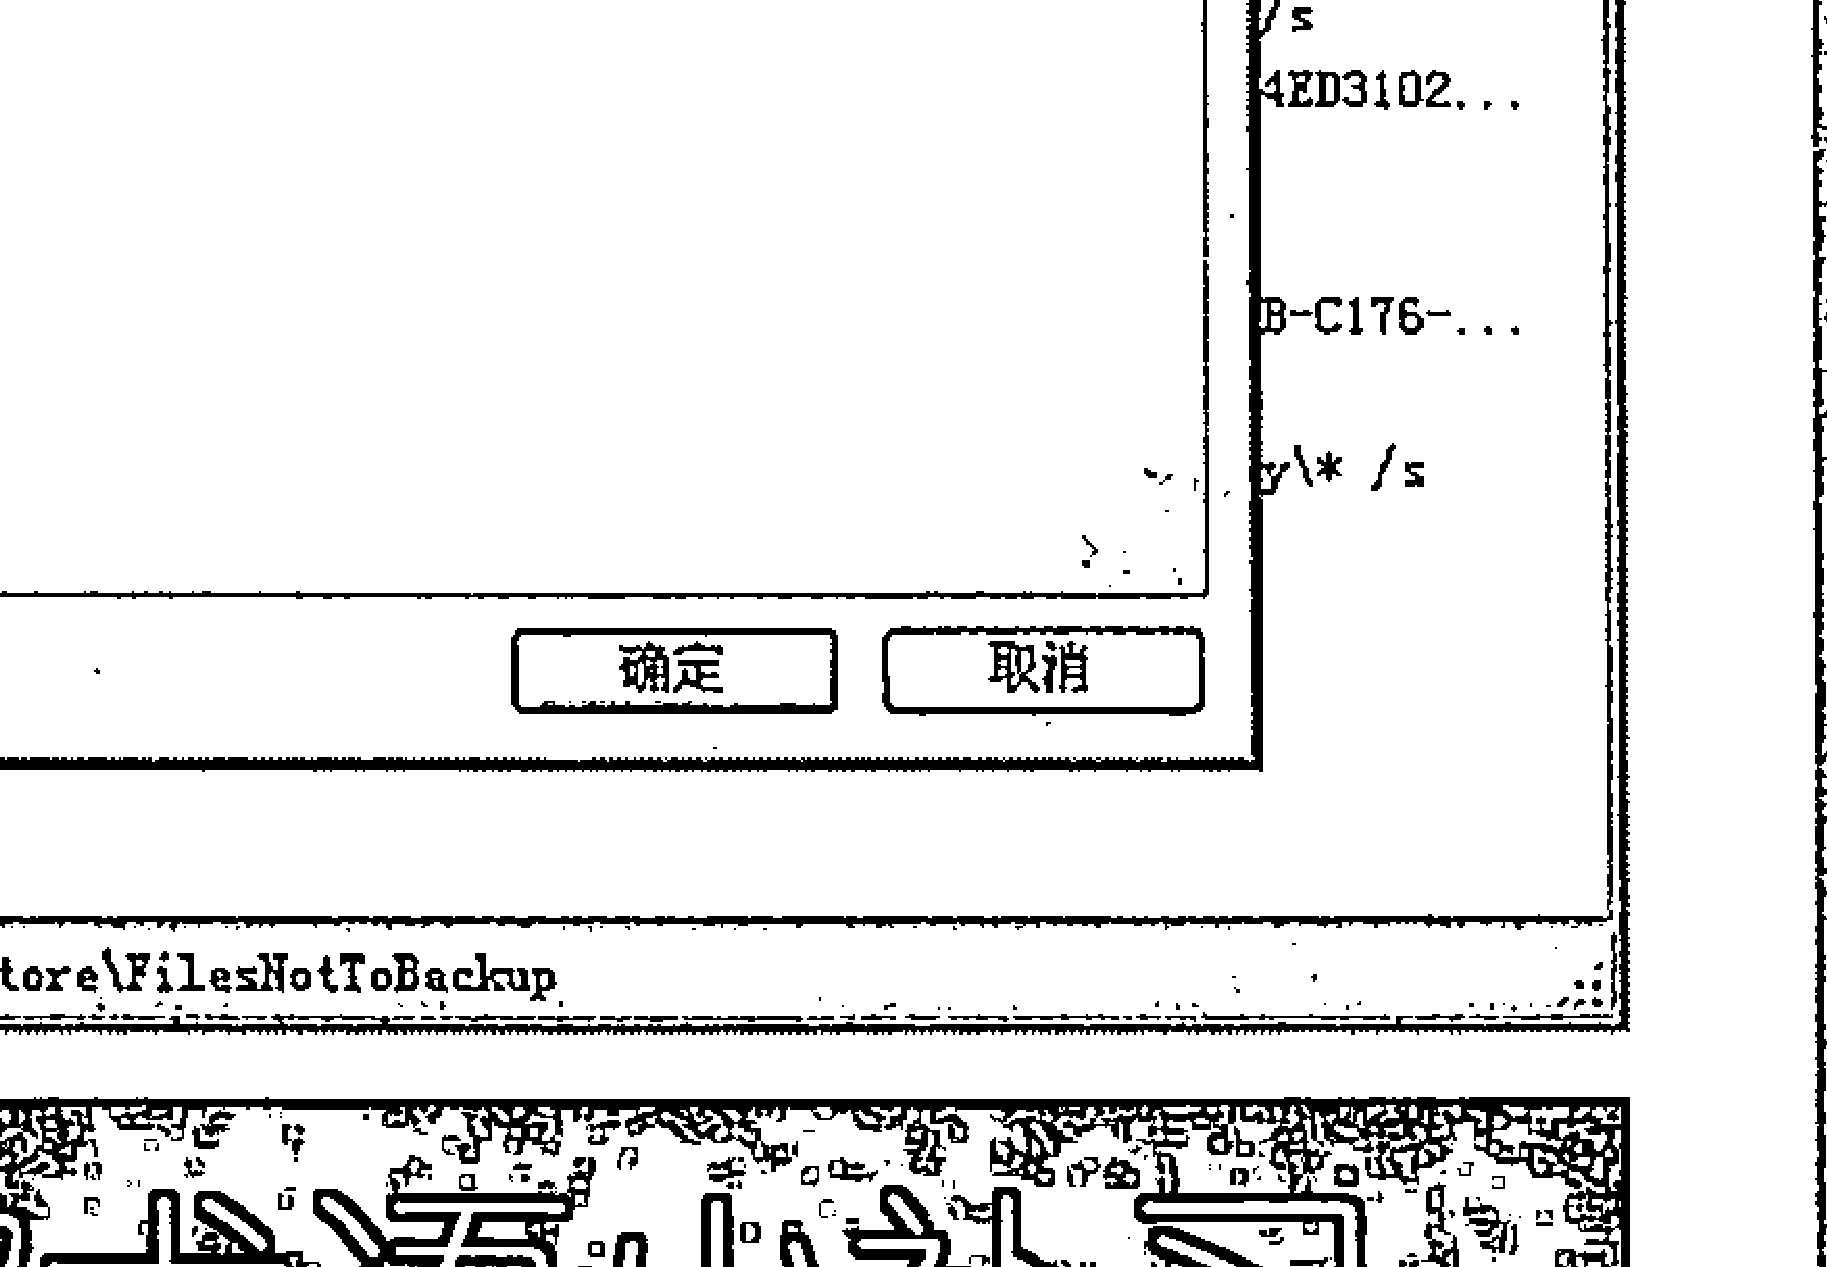 /s
4ED3102...
B-C176-...
y\* /s
确定 取消
tore\FilesNotToBackup